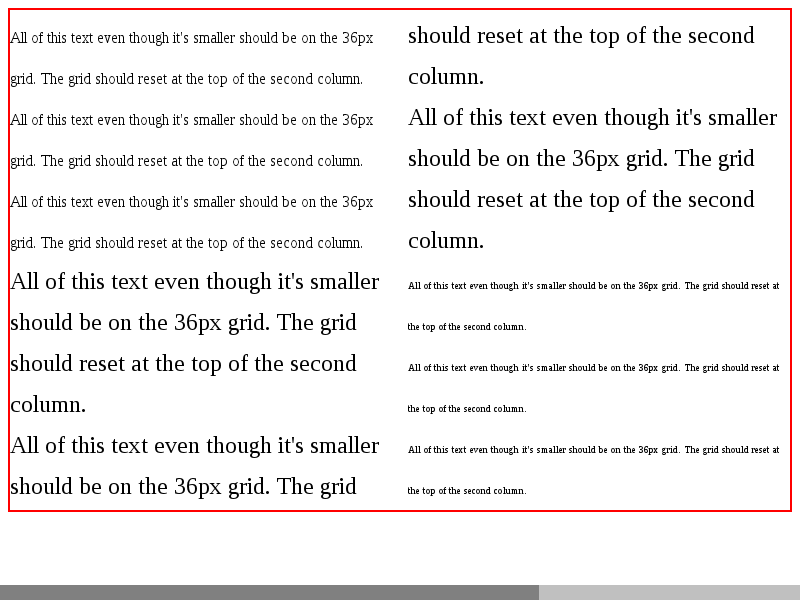 All of this text even though it's smaller should be on the 36px
grid. The grid should reset at the top of the second column.
All of this text even though it's smaller should be on the 36px
grid. The grid should reset at the top of the second column.
All of this text even though it's smaller should be on the 36px
grid. The grid should reset at the top of the second column.
All of this text even though it's smaller
should be on the 36px grid. The grid
should reset at the top of the second
column.
All of this text even though it's smaller
should be on the 36px grid. The grid
should reset at the top of the second
column.
All of this text even though it's smaller
should be on the 36px grid. The grid
should reset at the top of the second
column.
All of this text even though it's smaller should be on the 36px grid. The grid should reset at
the top of the second column.
All of this text even though it's smaller should be on the 36px grid. The grid should reset at
the top of the second column.
All of this text even though it's smaller should be on the 36px grid. The grid should reset at
the top of the second column.